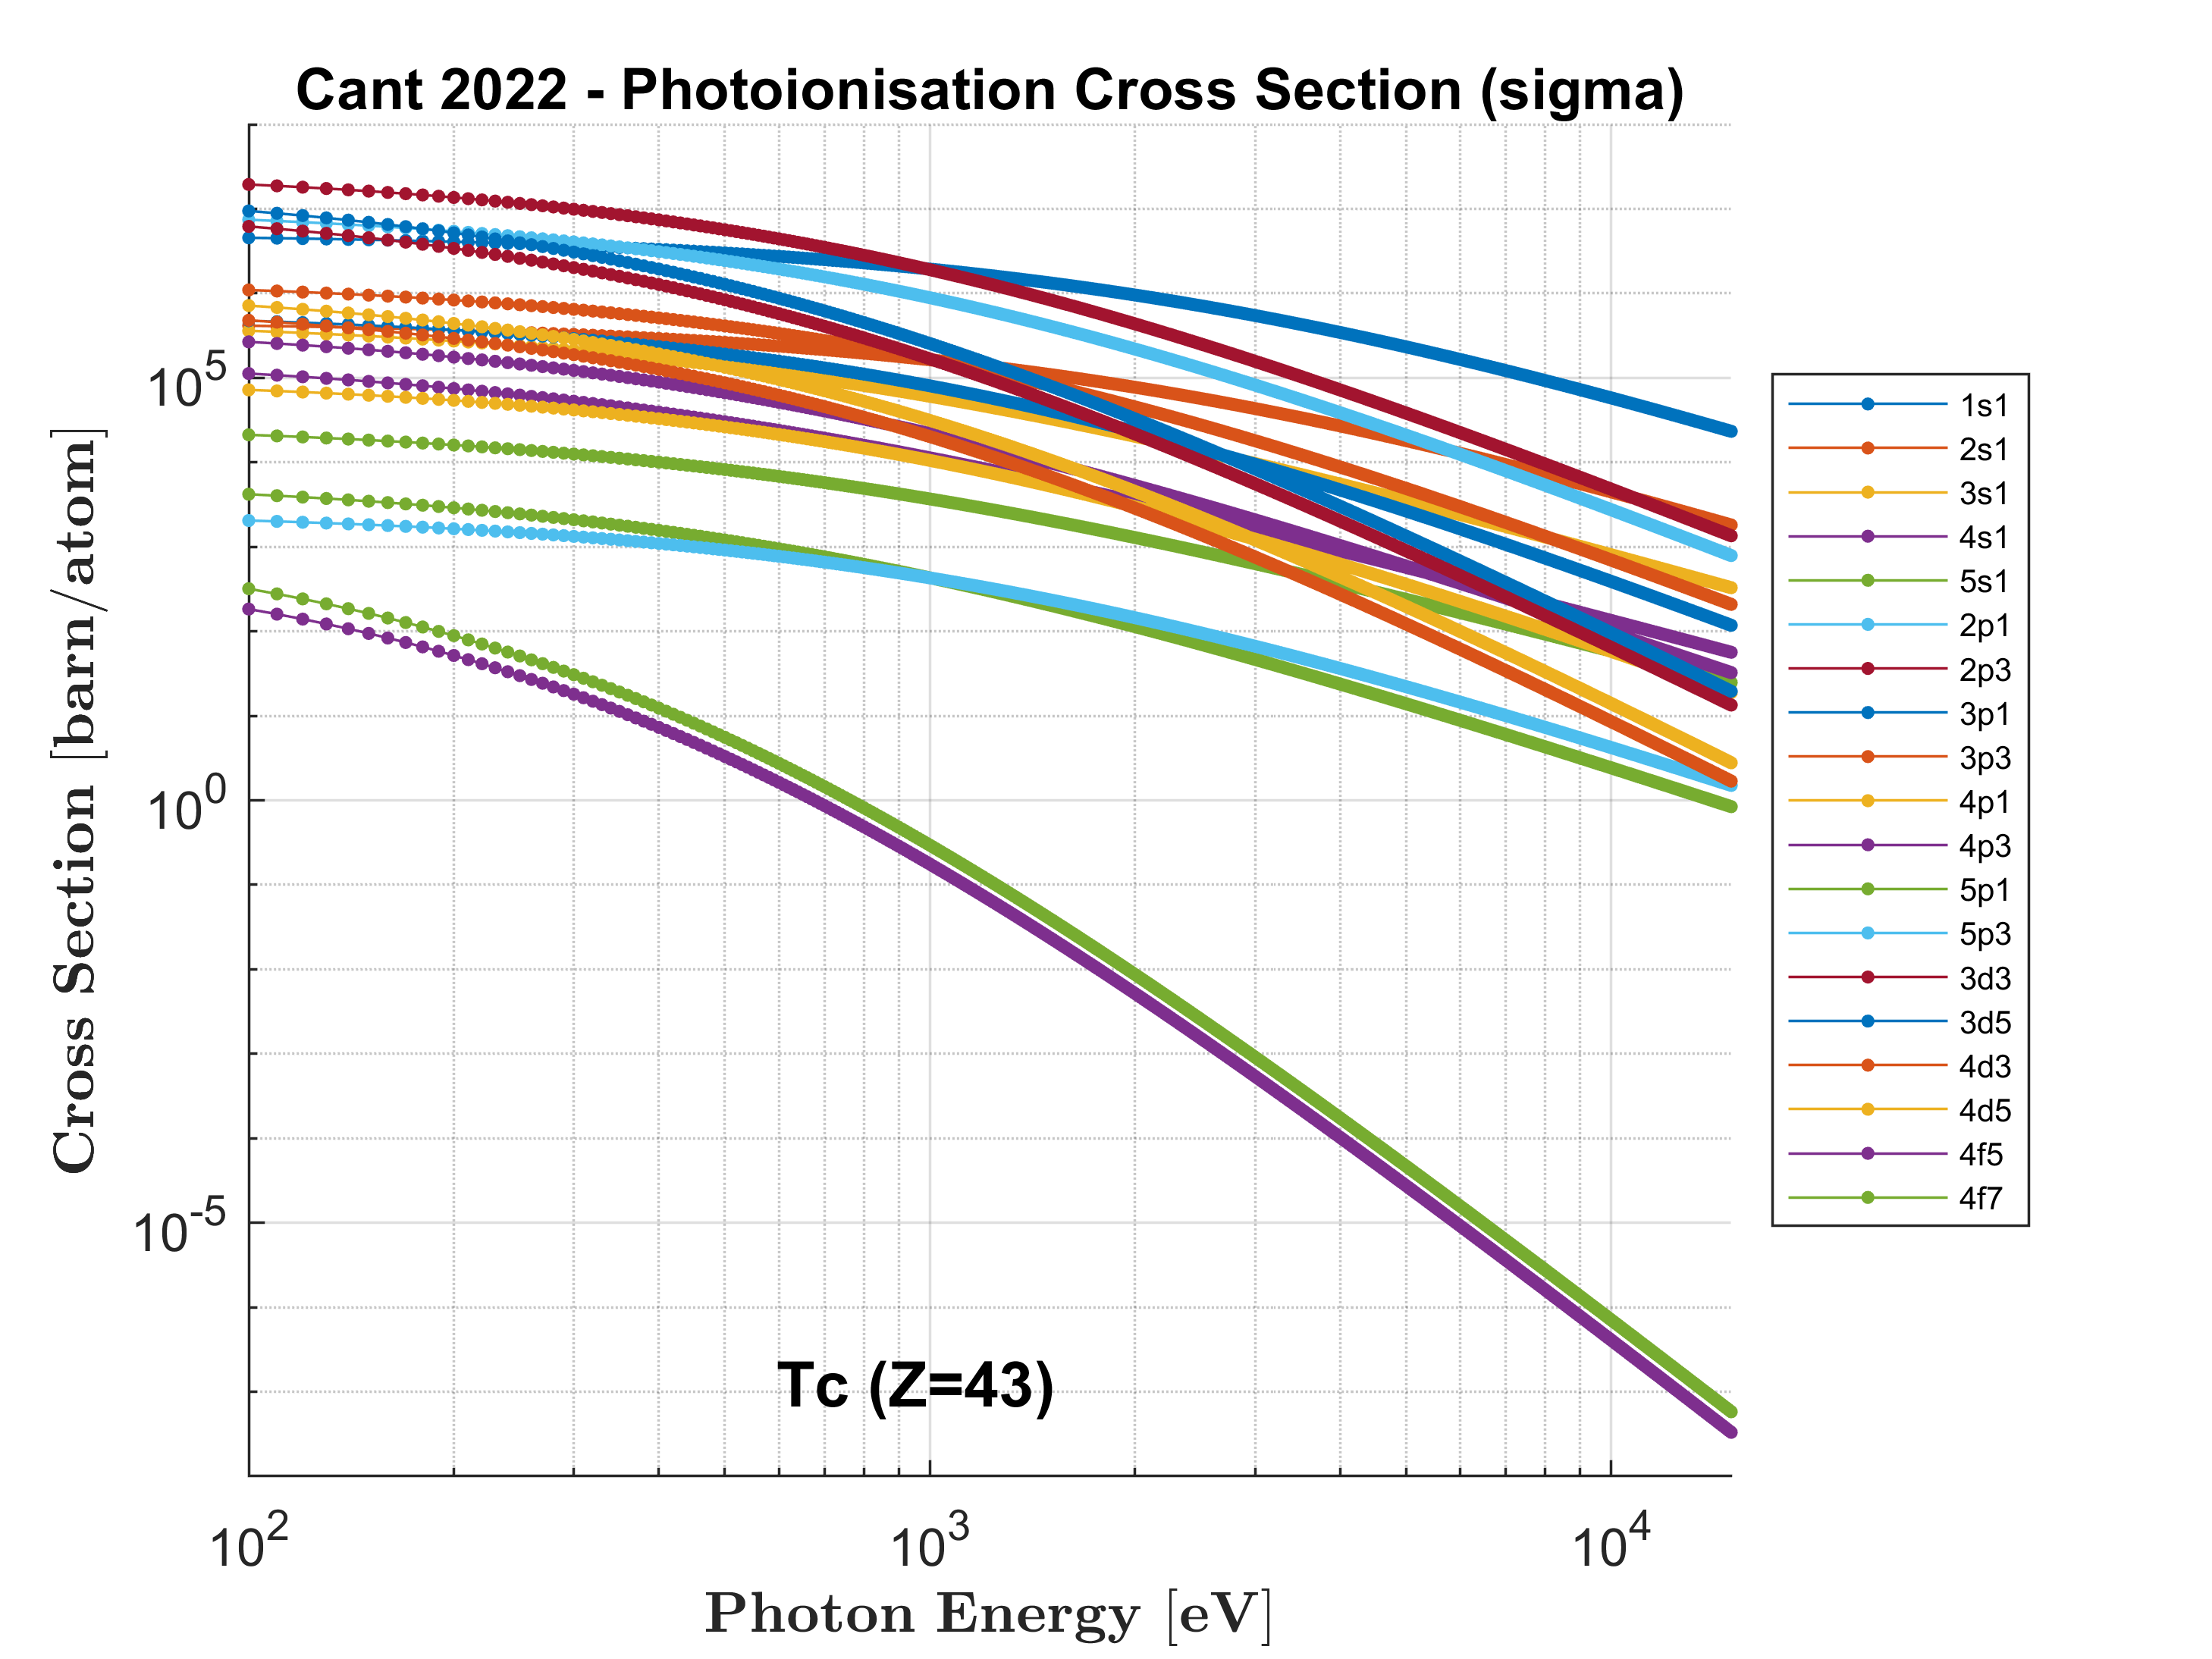 Cant 2022 - Photoionisation Cross Section (sigma)
Cross Section [barn/atom]
10^5
10^0
10^-5
Tc (Z=43)
10^2
10^3
10^4
Photon Energy [eV]
1s1
2s1
3s1
4s1
5s1
2p1
2p3
3p1
3p3
4p1
4p3
5p1
5p3
3d3
3d5
4d3
4d5
4f5
4f7